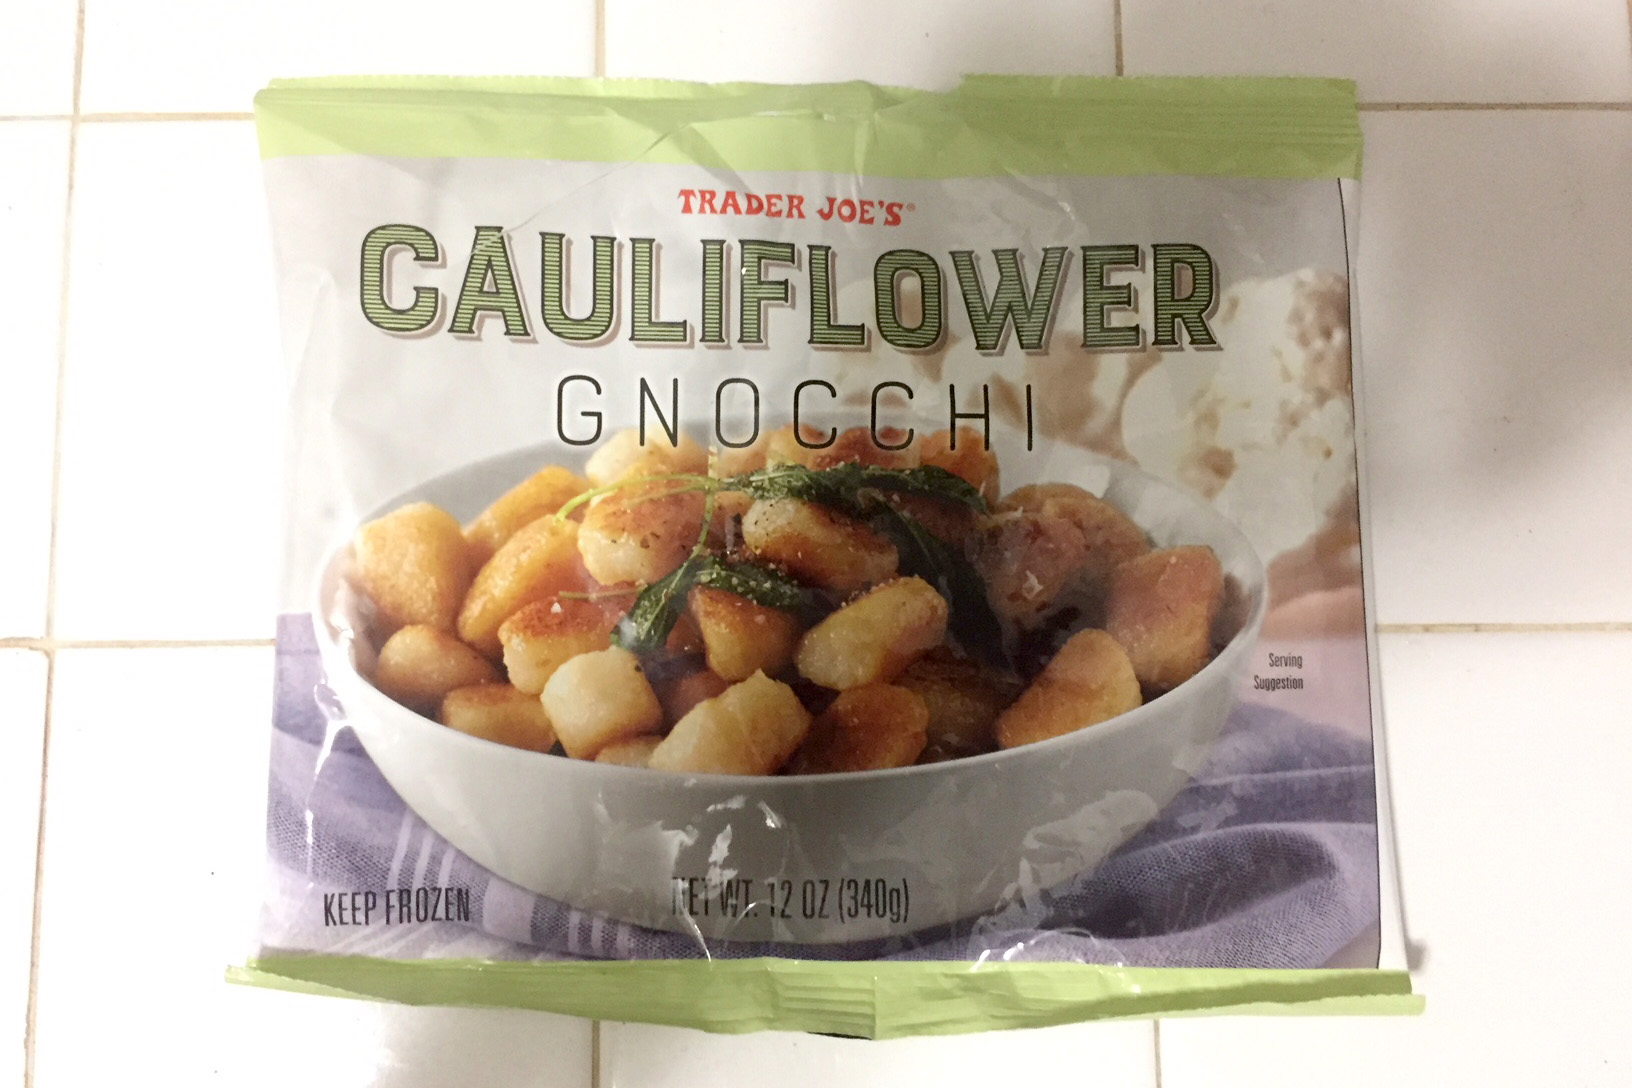 TRADER JOE'S®
CAULIFLOWER
GNOCCHI
Serving
Suggestion
KEEP FROZEN
NET WT. 12 OZ (340g)